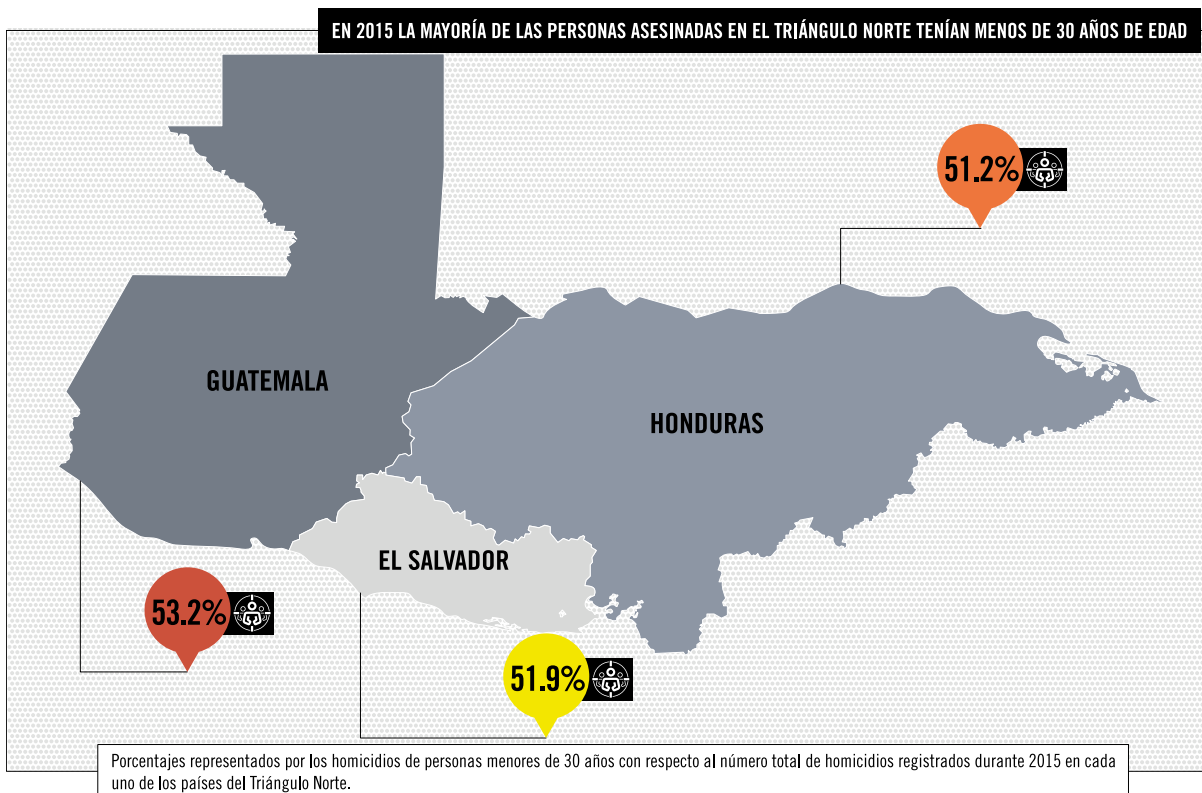 EN 2015 LA MAYORÍA DE LAS PERSONAS ASESINADAS EN EL TRIÁNGULO NORTE TENÍAN MENOS DE 30 AÑOS DE EDAD
51.2%
GUATEMALA
HONDURAS
EL SALVADOR
53.2%
51.9%
Porcentajes representados por los homicidios de personas menores de 30 años con respecto al número total de homicidios registrados durante 2015 en cada
uno de los países del Triángulo Norte.